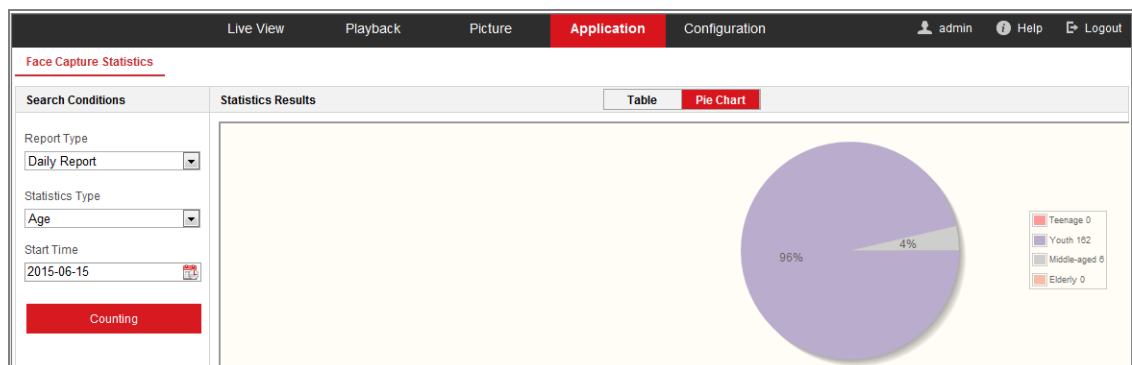 Live View Playback Picture Application Configuration admin Help Logout
Face Capture Statistics
Search Conditions
Statistics Results
Table Pie Chart
Report Type
Daily Report
Statistics Type
Age
Start Time
2015-06-15
Counting
96%
4%
Teenage 0
Youth 162
Middle-aged 6
Elderly 0